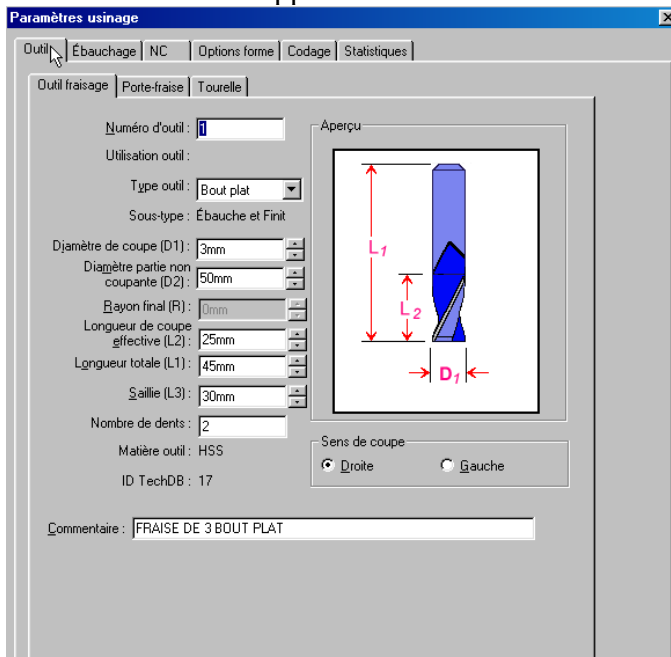 Paramètres usinage
Outil Ébauchage NC Options forme Codage Statistiques
Outil fraisage Porte-fraise Tourelle
Numéro d'outil : 1
Aperçu
Utilisation outil :
Type outil : Bout plat
Sous-type : Ébauche et Finit
Djamètre de coupe (D1) : 3mm
Diamètre partie non
coupante (D2) : 50mm
Rayon final (R) : 0mm
Longueur de coupe
effective (L2) : 25mm
Longueur totale (L1) : 45mm
Saillie (L3) : 30mm
Nombre de dents : 2
Matière outil : HSS
ID TechDB : 17
L1
L2
D1
Sens de coupe
Droite Gauche
Commentaire : FRAISE DE 3 BOUT PLAT